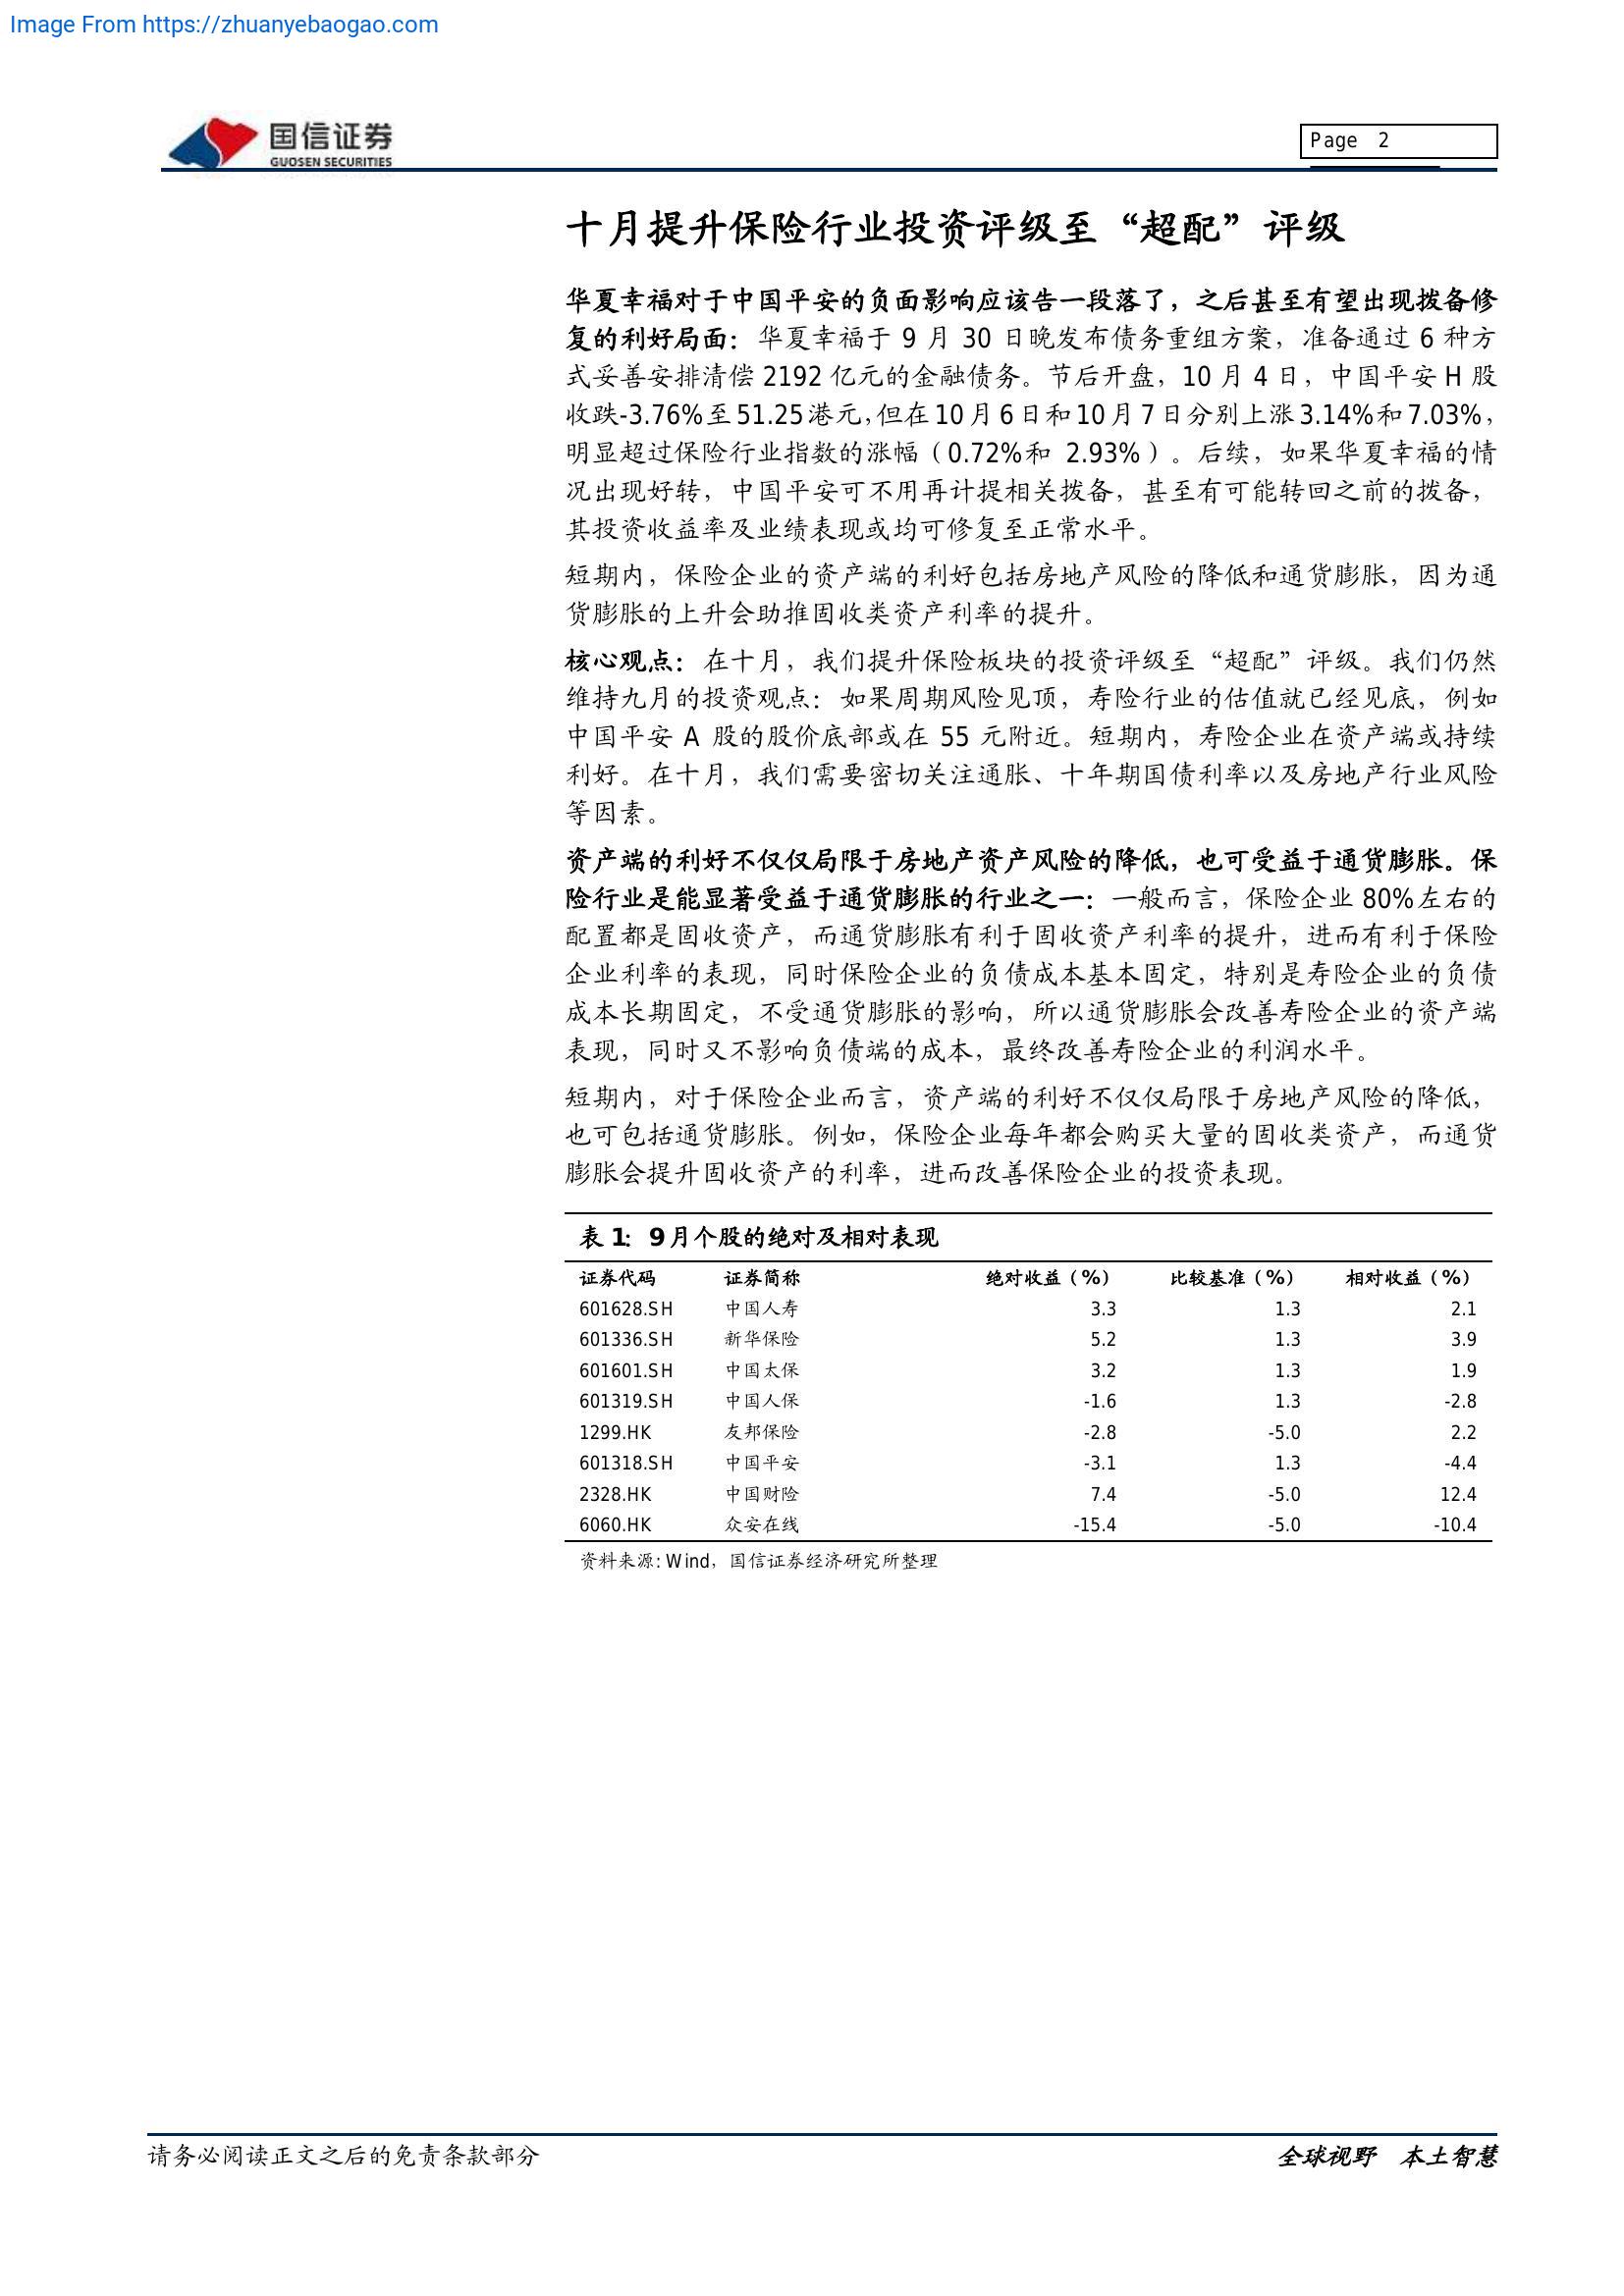 Image From https://zhuanyebaogao.com
国信证券
GUOSEN SECURITIES
Page 2
十月提升保险行业投资评级至“超配”评级
华夏幸福对于中国平安的负面影响应该告一段落了，之后甚至有望出现拨备修
复的利好局面：华夏幸福于 9 月 30 日晚发布债务重组方案，准备通过 6 种方
式妥善安排清偿 2192 亿元的金融债务。节后开盘，10 月 4 日，中国平安 H 股
收跌-3.76%至 51.25 港元，但在 10 月 6 日和 10 月 7 日分别上涨 3.14%和 7.03%，
明显超过保险行业指数的涨幅（0.72%和 2.93%）。后续，如果华夏幸福的情
况出现好转，中国平安可不用再计提相关拨备，甚至有可能转回之前的拨备，
其投资收益率及业绩表现或均可修复至正常水平。
短期内，保险企业的资产端的利好包括房地产风险的降低和通货膨胀，因为通
货膨胀的上升会助推固收类资产利率的提升。
核心观点：在十月，我们提升保险板块的投资评级至“超配”评级。我们仍然
维持九月的投资观点：如果周期风险见顶，寿险行业的估值就已经见底，例如
中国平安 A 股的股价底部或在 55 元附近。短期内，寿险企业在资产端或持续
利好。在十月，我们需要密切关注通胀、十年期国债利率以及房地产行业风险
等因素。
资产端的利好不仅仅局限于房地产资产风险的降低，也可受益于通货膨胀。保
险行业是能显著受益于通货膨胀的行业之一：一般而言，保险企业 80%左右的
配置都是固收资产，而通货膨胀有利于固收资产利率的提升，进而有利于保险
企业利率的表现，同时保险企业的负债成本基本固定，特别是寿险企业的负债
成本长期固定，不受通货膨胀的影响，所以通货膨胀会改善寿险企业的资产端
表现，同时又不影响负债端的成本，最终改善寿险企业的利润水平。
短期内，对于保险企业而言，资产端的利好不仅仅局限于房地产风险的降低，
也可包括通货膨胀。例如，保险企业每年都会购买大量的固收类资产，而通货
膨胀会提升固收资产的利率，进而改善保险企业的投资表现。
表 1：9 月个股的绝对及相对表现
证券代码 证券简称 绝对收益（%） 比较基准（%） 相对收益（%）
601628.SH 中国人寿 3.3 1.3 2.1
601336.SH 新华保险 5.2 1.3 3.9
601601.SH 中国太保 3.2 1.3 1.9
601319.SH 中国人保 -1.6 1.3 -2.8
1299.HK 友邦保险 -2.8 -5.0 2.2
601318.SH 中国平安 -3.1 1.3 -4.4
2328.HK 中国财险 7.4 -5.0 12.4
6060.HK 众安在线 -15.4 -5.0 -10.4
资料来源：Wind，国信证券经济研究所整理
请务必阅读正文之后的免责条款部分 全球视野 本土智慧